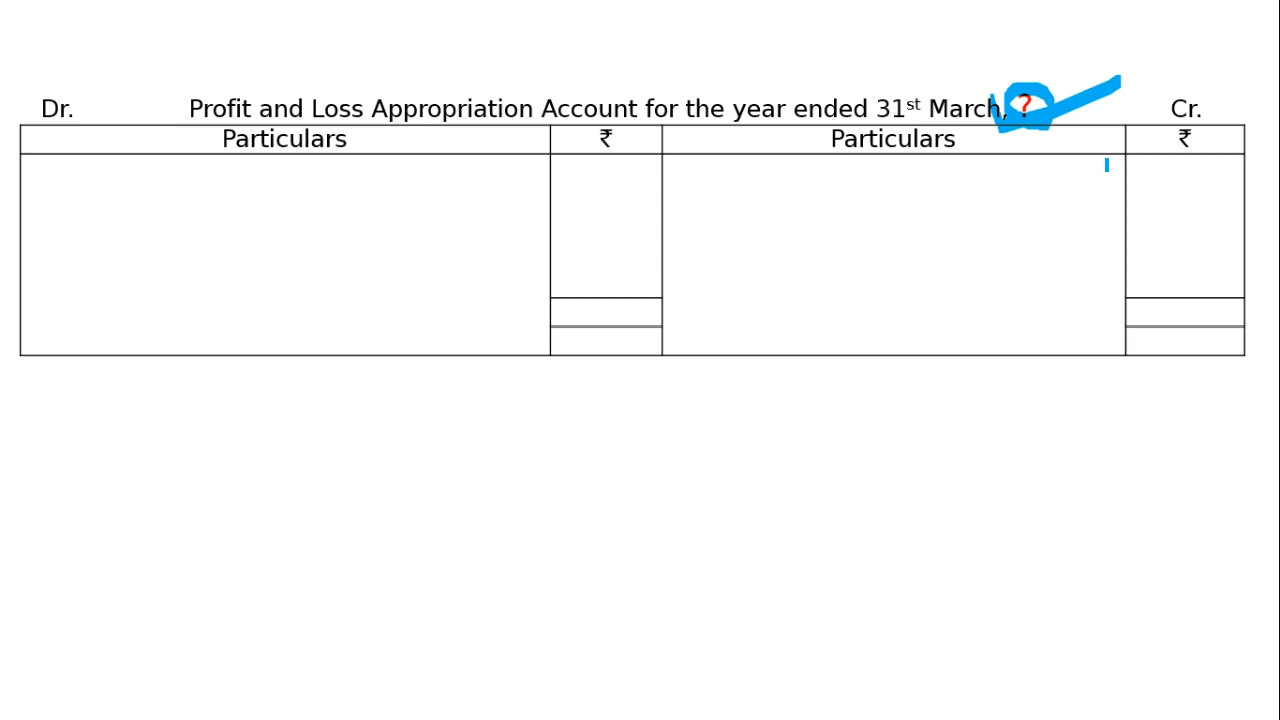 Dr. Profit and Loss Appropriation Account for the year ended 31st March, ? Cr.
Particulars ₹ Particulars ₹